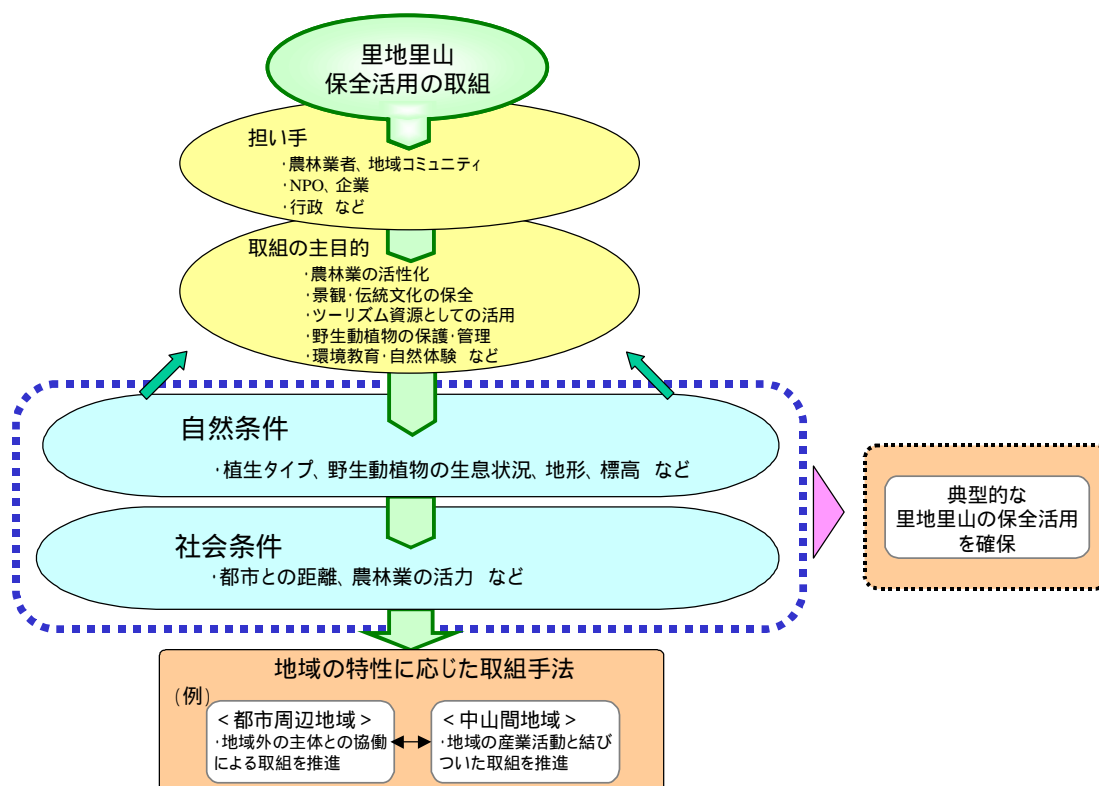 里地里山
保全活用の取組
担い手
・農林業者、地域コミュニティ
・NPO、企業
・行政 など
取組の主目的
・農林業の活性化
・景観・伝統文化の保全
・ツーリズム資源としての活用
・野生動植物の保護・管理
・環境教育・自然体験 など
自然条件
・植生タイプ、野生動植物の生息状況、地形、標高 など
社会条件
・都市との距離、農林業の活力 など
典型的な
里地里山の保全活用
を確保
地域の特性に応じた取組手法
(例)
<都市周辺地域>
・地域外の主体との協働
による取組を推進
<中山間地域>
・地域の産業活動と結び
ついた取組を推進